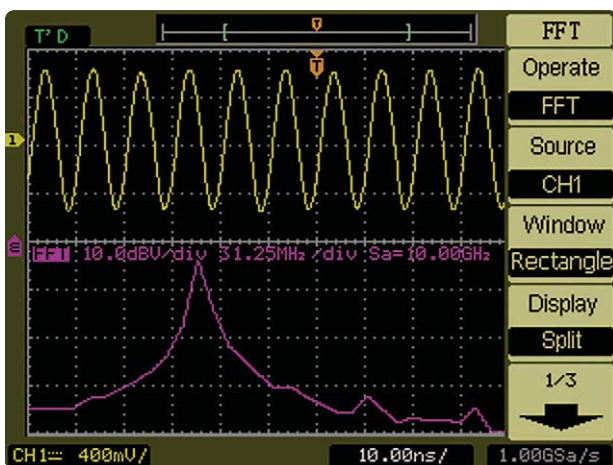 T'D
T
FFT
Operate
FFT
Source
CH1
Window
Rectangle
Display
Split
1/3
T
1
FFT 10.0dBV/div 31.25MHz/div Sa=10.00GHz
CH1 400mV/
10.00ns/
1.00GSa/s